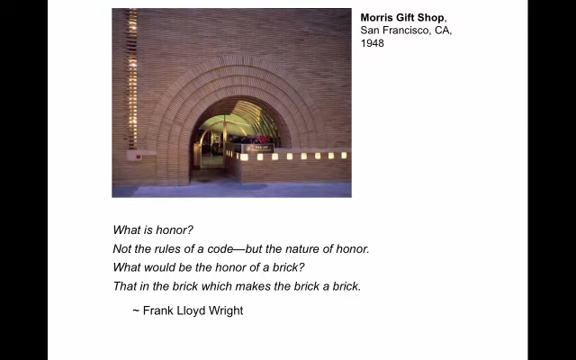 Morris Gift Shop,
San Francisco, CA,
1948
What is honor?
Not the rules of a code—but the nature of honor.
What would be the honor of a brick?
That in the brick which makes the brick a brick.
~ Frank Lloyd Wright